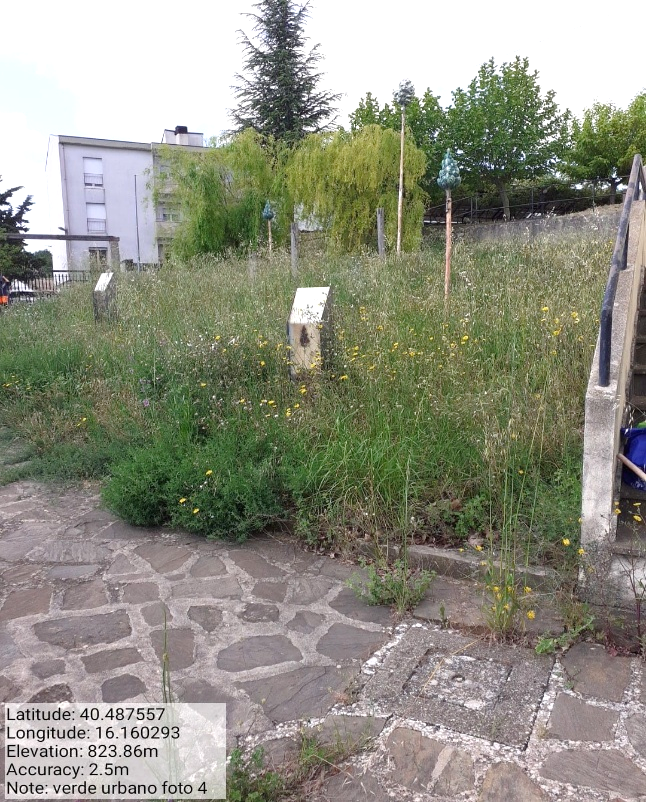 Latitude: 40.487557
Longitude: 16.160293
Elevation: 823.86m
Accuracy: 2.5m
Note: verde urbano foto 4